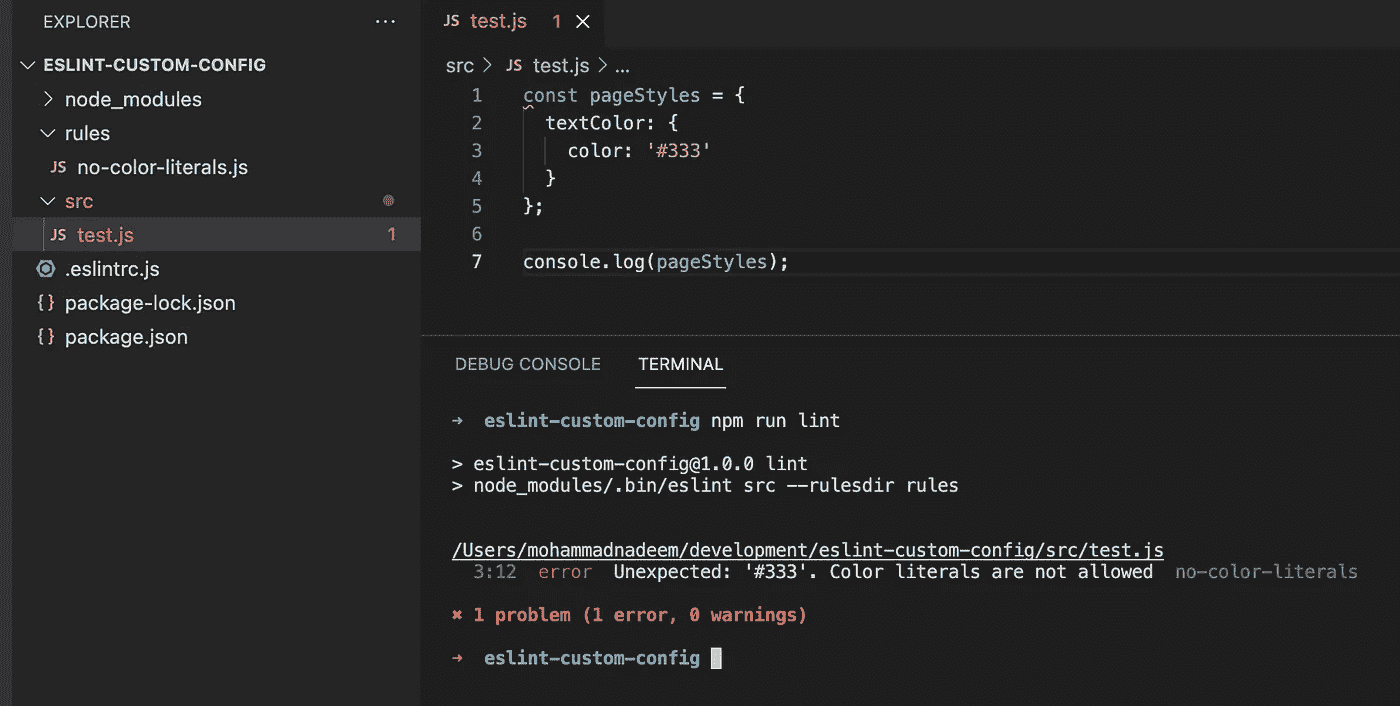 EXPLORER ...
ESLINT-CUSTOM-CONFIG
node_modules
rules
JS no-color-literals.js
src
JS test.js 1
.eslintrc.js
{} package-lock.json
{} package.json
JS test.js 1
src > JS test.js > ...
1 const pageStyles = {
2 textColor: {
3 color: '#333'
4 }
5 };
6
7 console.log(pageStyles);
DEBUG CONSOLE TERMINAL
→ eslint-custom-config npm run lint
> eslint-custom-config@1.0.0 lint
> node_modules/.bin/eslint src --rulesdir rules
/Users/mohammadnadeem/development/eslint-custom-config/src/test.js
3:12 error Unexpected: '#333'. Color literals are not allowed no-color-literals
✖ 1 problem (1 error, 0 warnings)
→ eslint-custom-config